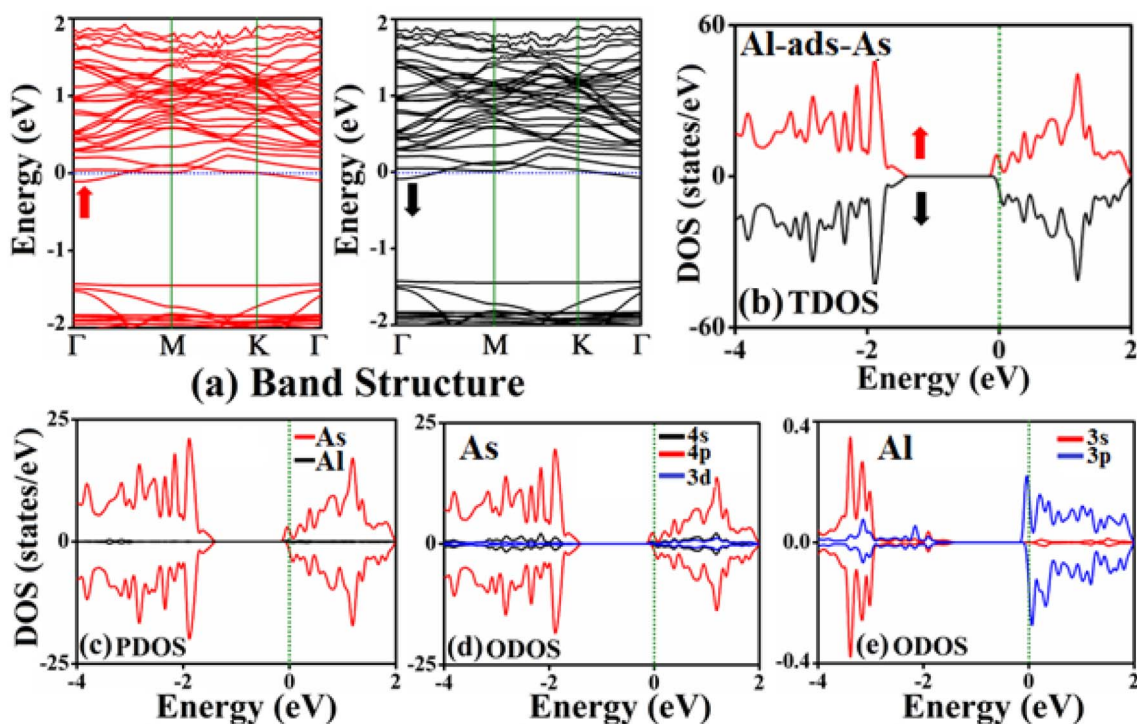 2
1
0
-1
-2
Energy (eV)
Γ M K Γ
2
1
0
-1
-2
Energy (eV)
Γ M K Γ
(a) Band Structure
60
0
-60
DOS (states/eV)
Al-ads-As
(b) TDOS
-4 -2 0 2
Energy (eV)
25
0
-25
DOS (states/eV)
As
Al
(c) PDOS
-4 -2 0 2
Energy (eV)
25
0
-25
As
4s
4p
3d
(d) ODOS
-4 -2 0 2
Energy (eV)
0.4
0.0
-0.4
Al
3s
3p
(e) ODOS
-4 -2 0 2
Energy (eV)